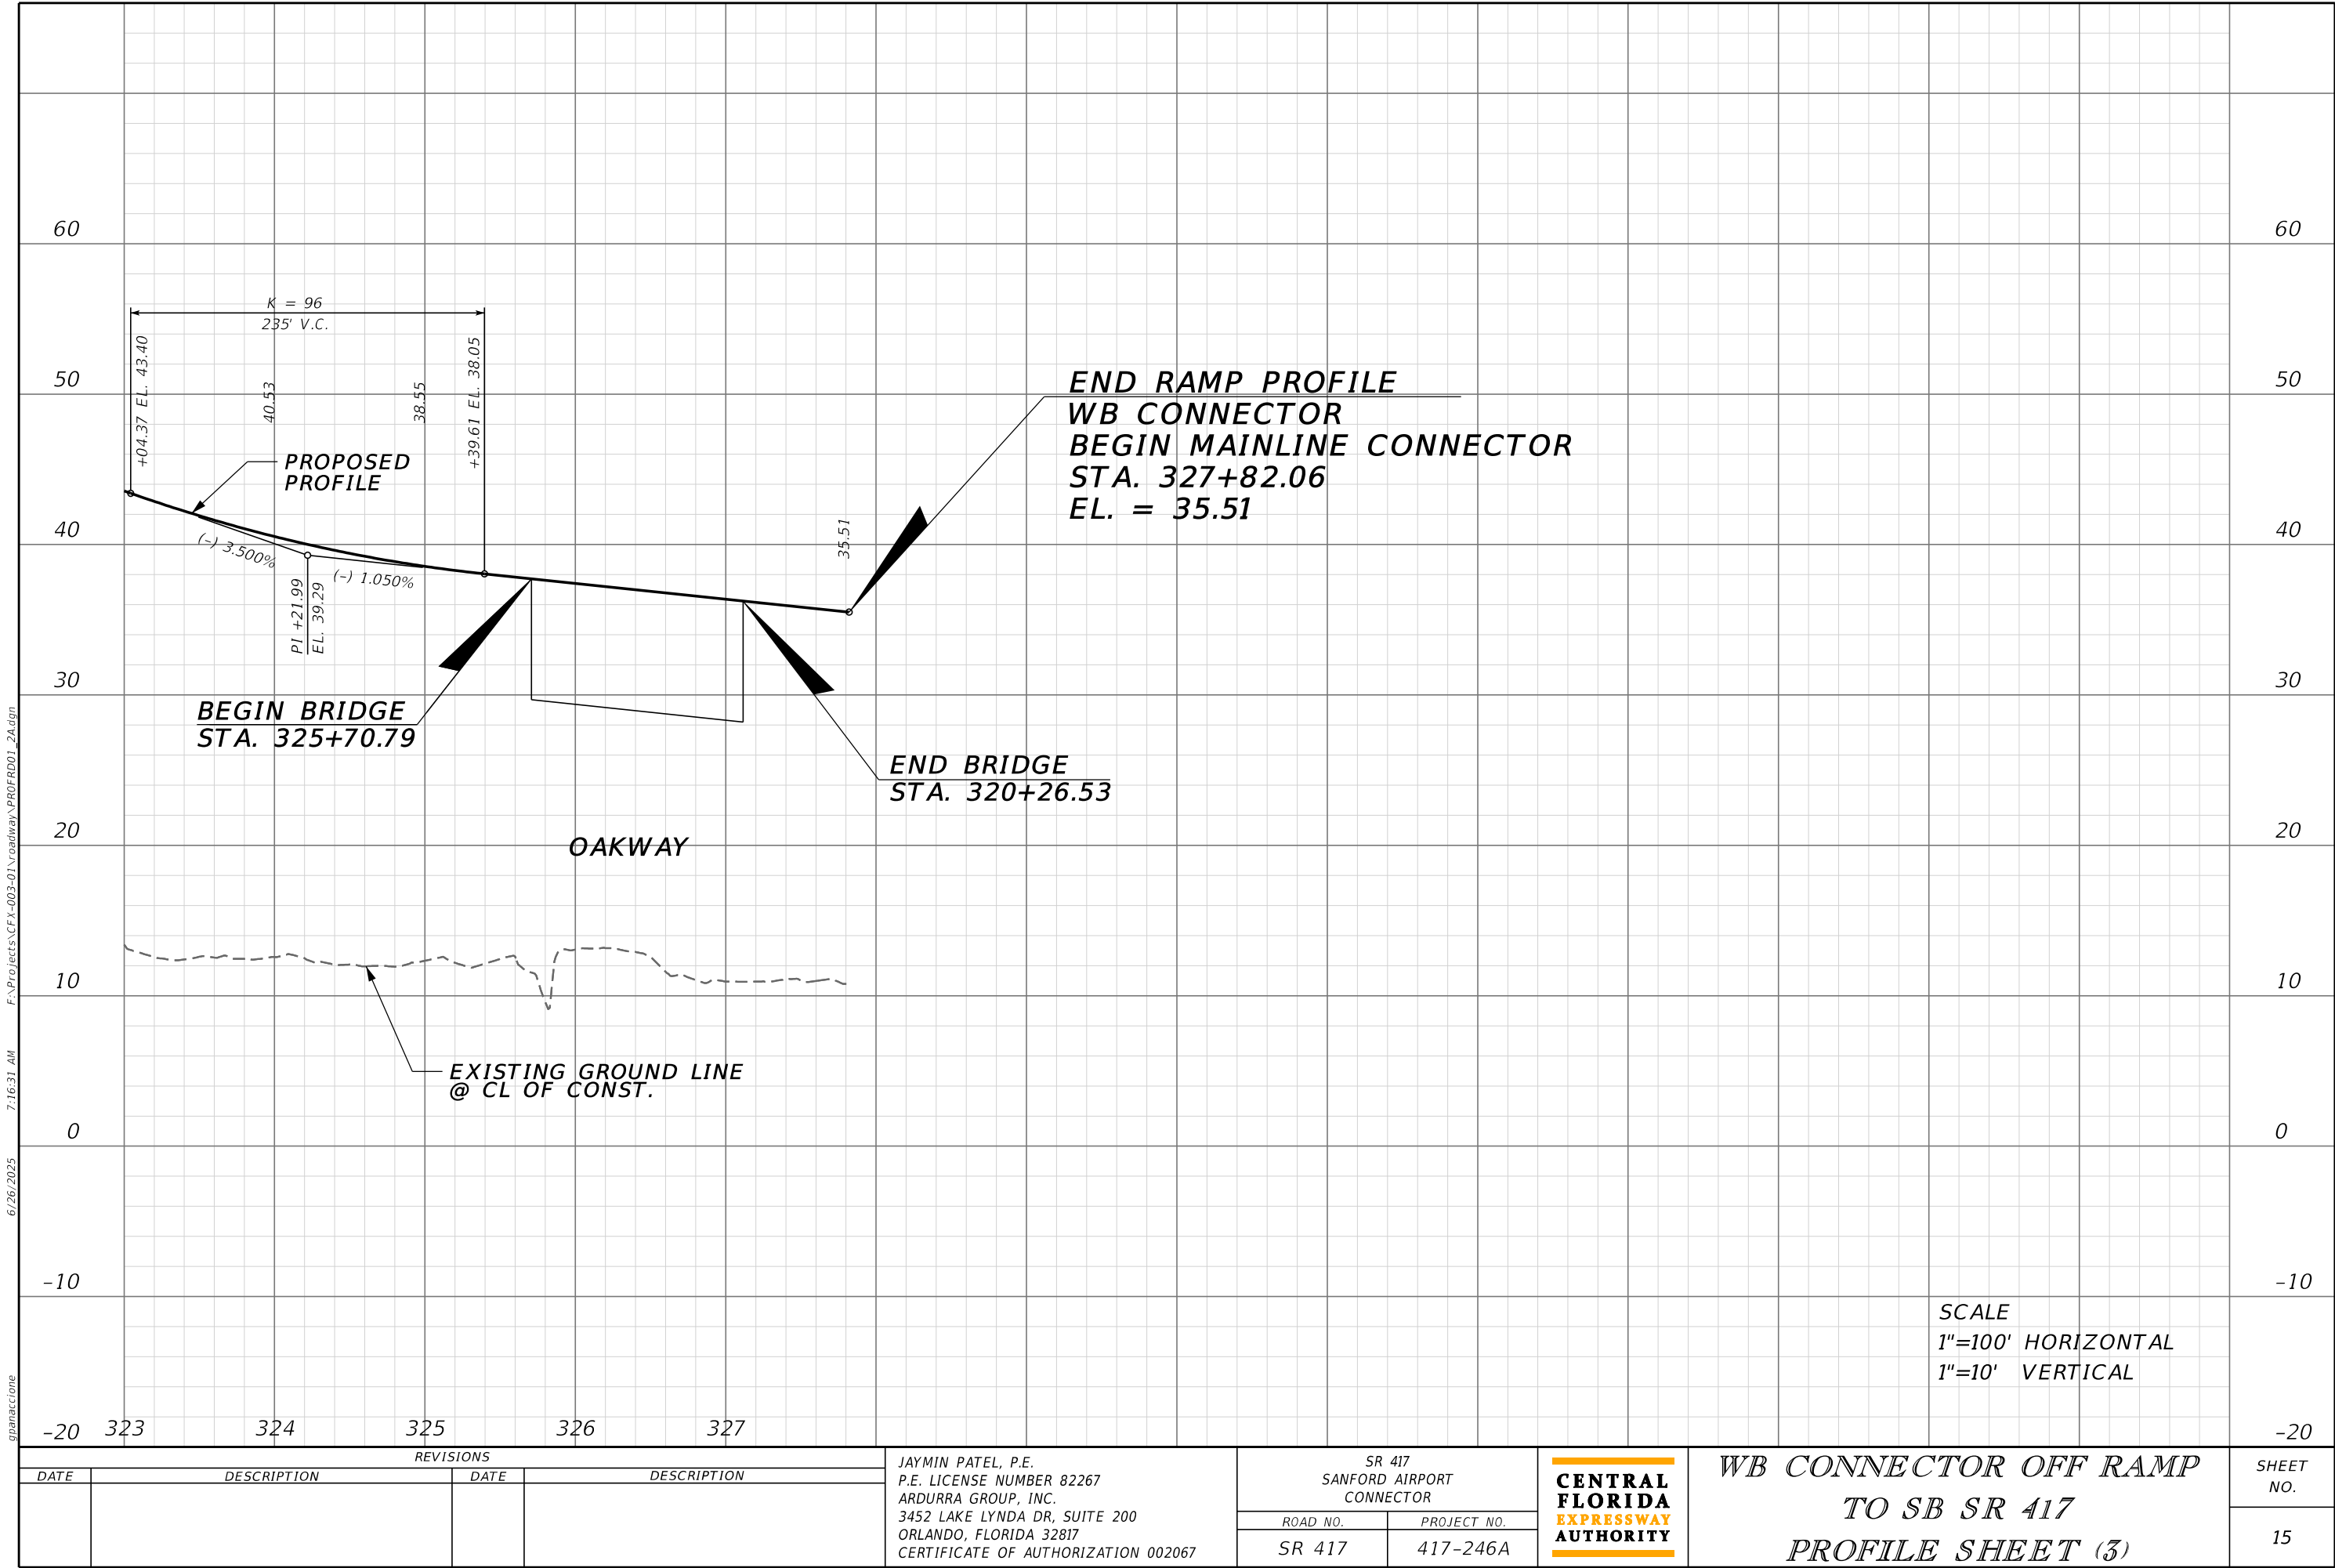 60
60
K = 96
235' V.C.
+04.37 EL. 43.40
40.53
38.55
+39.61 EL. 38.05
50
50
END RAMP PROFILE
WB CONNECTOR
BEGIN MAINLINE CONNECTOR
STA. 327+82.06
EL. = 35.51
PROPOSED
PROFILE
40
40
35.51
(-) 3.500%
(-) 1.050%
PI +21.99
EL. 39.29
30
30
BEGIN BRIDGE
STA. 325+70.79
END BRIDGE
STA. 320+26.53
20
20
OAKWAY
10
10
EXISTING GROUND LINE
@ CL OF CONST.
0
0
-10
-10
SCALE
1"=100' HORIZONTAL
1"=10' VERTICAL
-20
323
324
325
326
327
-20
F:\Projects\CFX-003-01\roadway\PROFRD01_2A.dgn
7:16:31 AM
6/26/2025
gpanaccione
REVISIONS
DATE
DESCRIPTION
DATE
DESCRIPTION
JAYMIN PATEL, P.E.
P.E. LICENSE NUMBER 82267
ARDURRA GROUP, INC.
3452 LAKE LYNDA DR, SUITE 200
ORLANDO, FLORIDA 32817
CERTIFICATE OF AUTHORIZATION 002067
SR 417
SANFORD AIRPORT
CONNECTOR
ROAD NO.
PROJECT NO.
SR 417
417-246A
CENTRAL
FLORIDA
EXPRESSWAY
AUTHORITY
WB CONNECTOR OFF RAMP
TO SB SR 417
PROFILE SHEET (3)
SHEET
NO.
15